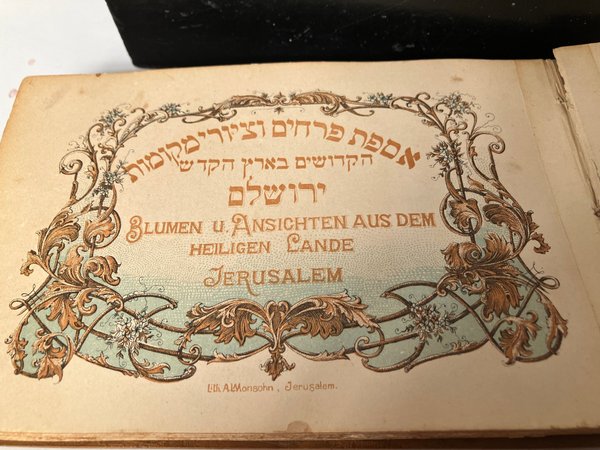 אספת פרחים וציורי מקומות
הקדושים בארץ הקדש
ירושלם
BLUMEN U. ANSICHTEN AUS DEM
HEILIGEN LANDE
JERUSALEM
Lith. A.L.Monsohn, Jerusalem.